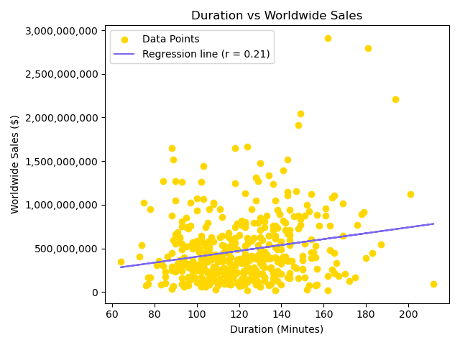 Duration vs Worldwide Sales
Data Points
Regression line (r = 0.21)
3,000,000,000
2,500,000,000
2,000,000,000
1,500,000,000
1,000,000,000
500,000,000
0
Worldwide Sales ($)
60 80 100 120 140 160 180 200
Duration (Minutes)